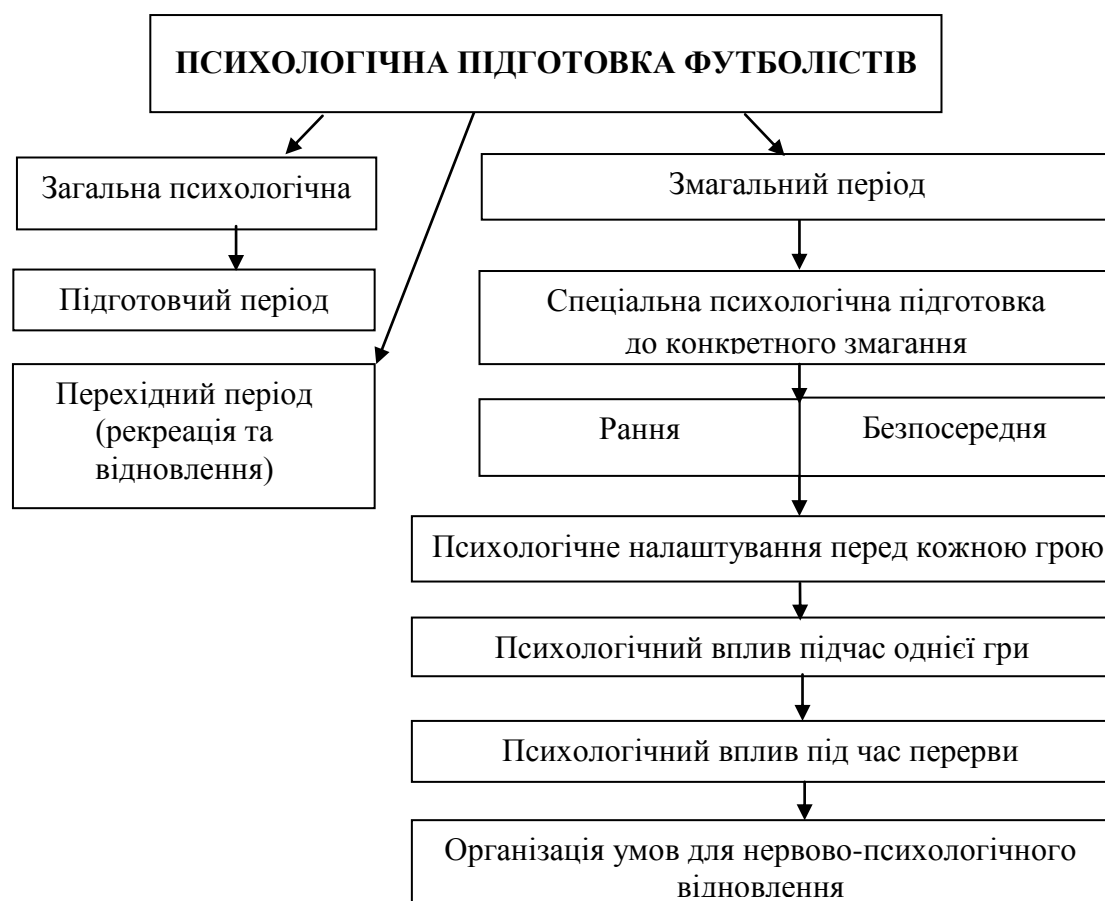 ПСИХОЛОГІЧНА ПІДГОТОВКА ФУТБОЛІСТІВ
Загальна психологічна
Підготовчий період
Перехідний період
(рекреація та
відновлення)
Змагальний період
Спеціальна психологічна підготовка
до конкретного змагання
Рання
Безпосередня
Психологічне налаштування перед кожною грою
Психологічний вплив підчас однієї гри
Психологічний вплив під час перерви
Організація умов для нервово-психологічного
відновлення